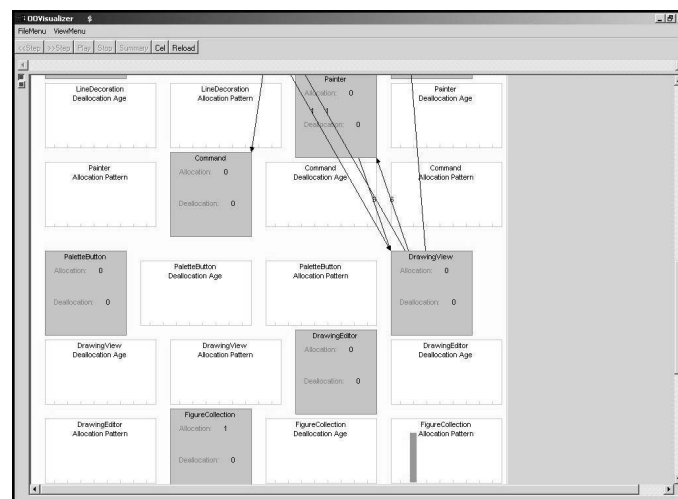 OOVisualizer $
FileMenu ViewMenu
<<Step >>Step Play Stop Summary Cel Reload
LineDecoration
Deallocation Age
LineDecoration
Allocation Pattern
Painter
Allocation: 0
1 1
Deallocation: 0
Painter
Deallocation Age
Painter
Allocation Pattern
Command
Allocation: 0
Deallocation: 0
Command
Deallocation Age
Command
Allocation Pattern
6
PaletteButton
Allocation: 0
Deallocation: 0
PaletteButton
Deallocation Age
PaletteButton
Allocation Pattern
DrawingView
Allocation: 0
Deallocation: 0
DrawingView
Deallocation Age
DrawingView
Allocation Pattern
DrawingEditor
Allocation: 0
Deallocation: 0
DrawingEditor
Deallocation Age
DrawingEditor
Allocation Pattern
FigureCollection
Allocation: 1
Deallocation: 0
FigureCollection
Deallocation Age
FigureCollection
Allocation Pattern